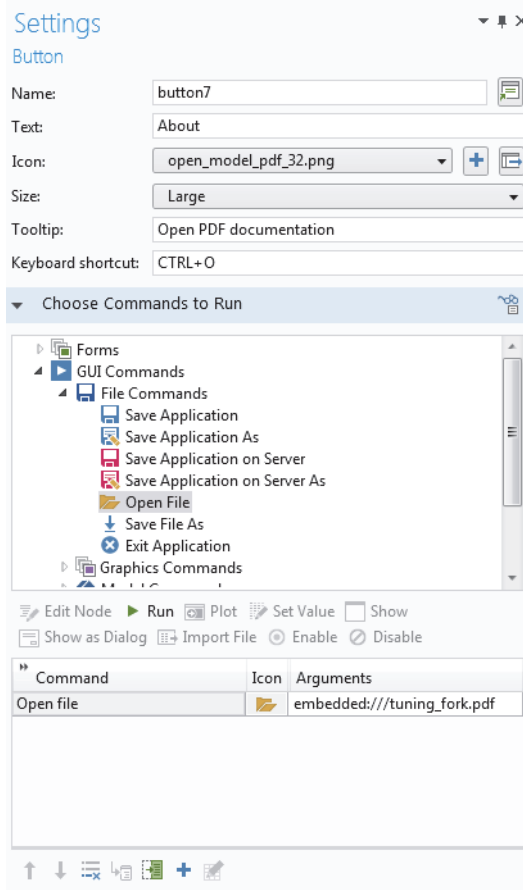 Settings
Button
Name: button7
Text: About
Icon: open_model_pdf_32.png
Size: Large
Tooltip: Open PDF documentation
Keyboard shortcut: CTRL+O
Choose Commands to Run
Forms
GUI Commands
File Commands
Save Application
Save Application As
Save Application on Server
Save Application on Server As
Open File
Save File As
Exit Application
Graphics Commands
Edit Node Run Plot Set Value Show
Show as Dialog Import File Enable Disable
Command Icon Arguments
Open file embedded:///tuning_fork.pdf